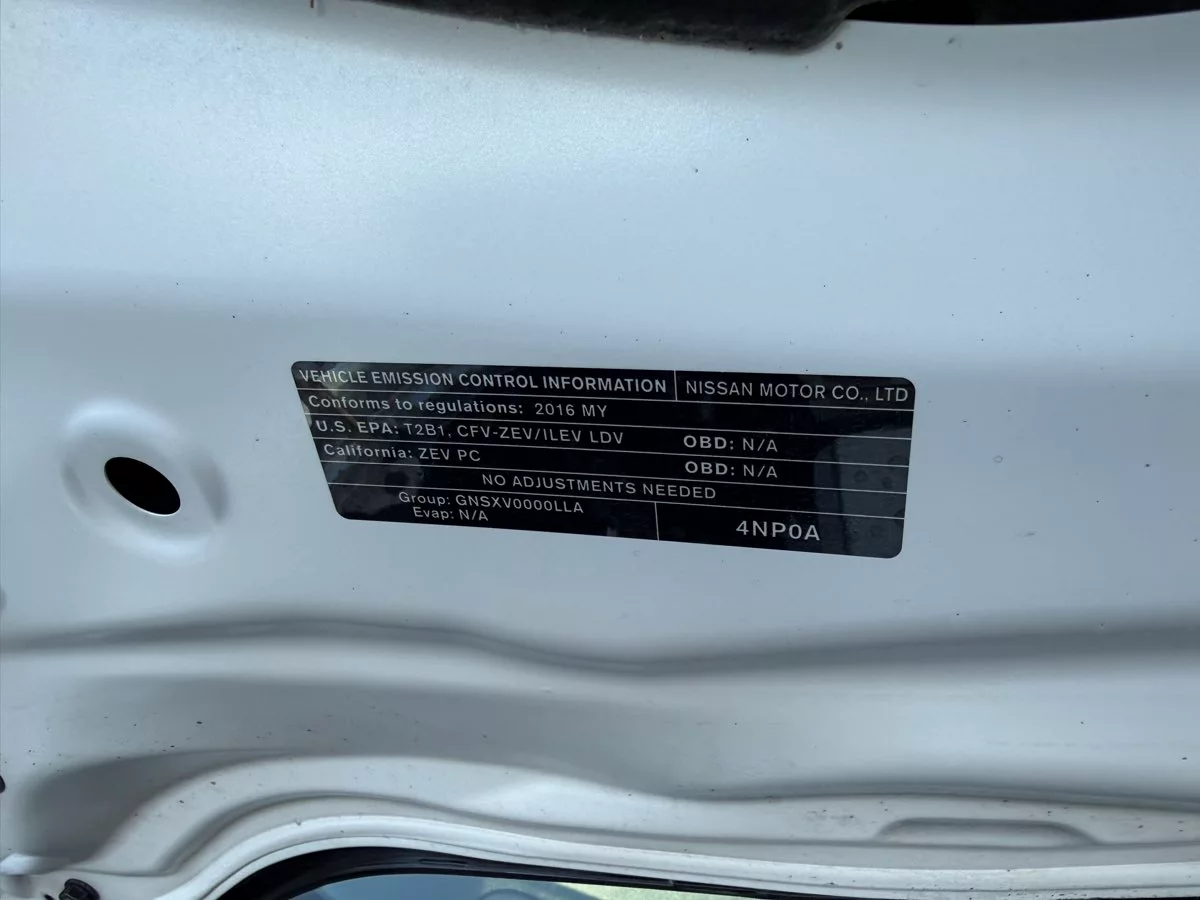 VEHICLE EMISSION CONTROL INFORMATION NISSAN MOTOR CO., LTD
Conforms to regulations: 2016 MY
U.S. EPA: T2B1, CFV-ZEV/ILEV LDV OBD: N/A
California: ZEV PC OBD: N/A
NO ADJUSTMENTS NEEDED
Group: GNSXV0000LLA
Evap: N/A
4NP0A